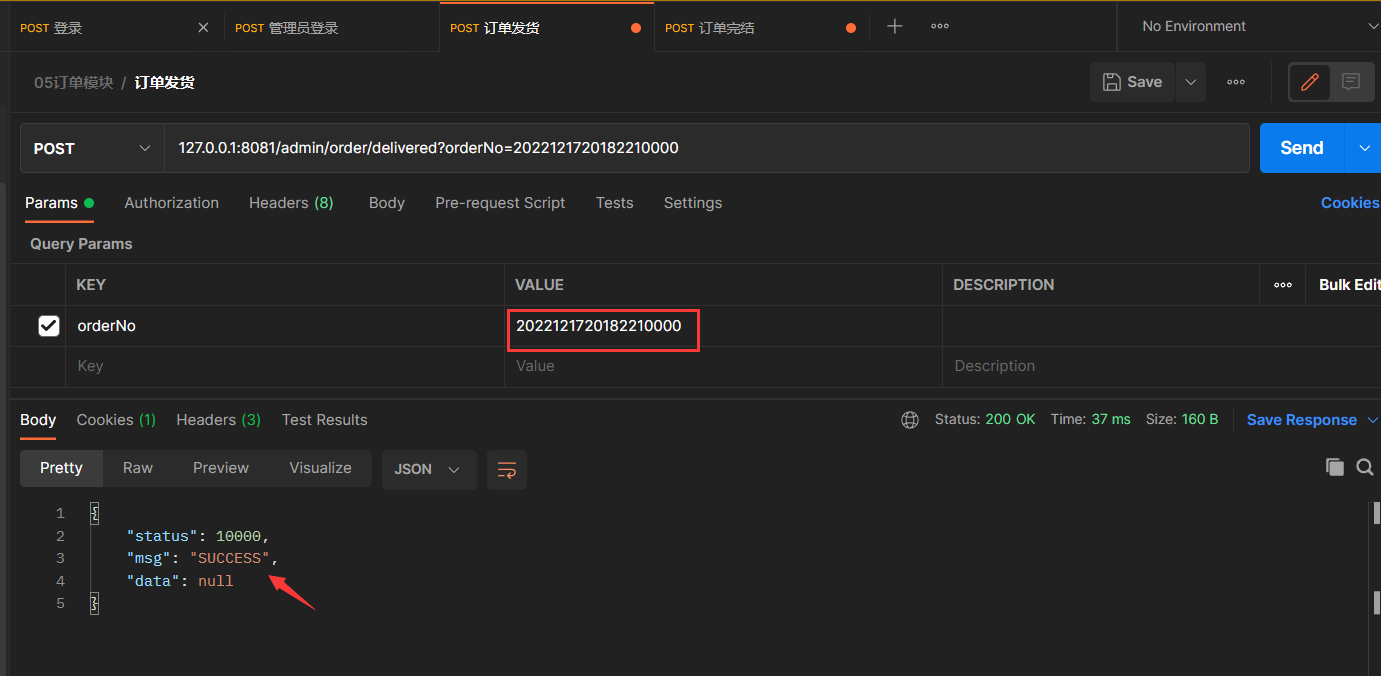 POST 登录
POST 管理员登录
POST 订单发货
POST 订单完结
No Environment
05订单模块 / 订单发货
Save
POST
127.0.0.1:8081/admin/order/delivered?orderNo=2022121720182210000
Send
Params
Authorization
Headers (8)
Body
Pre-request Script
Tests
Settings
Cookies
Query Params
KEY
VALUE
DESCRIPTION
Bulk Edit
orderNo
2022121720182210000
Key
Value
Description
Body
Cookies (1)
Headers (3)
Test Results
Status: 200 OK
Time: 37 ms
Size: 160 B
Save Response
Pretty
Raw
Preview
Visualize
JSON
1 {
2 "status": 10000,
3 "msg": "SUCCESS",
4 "data": null
5 }